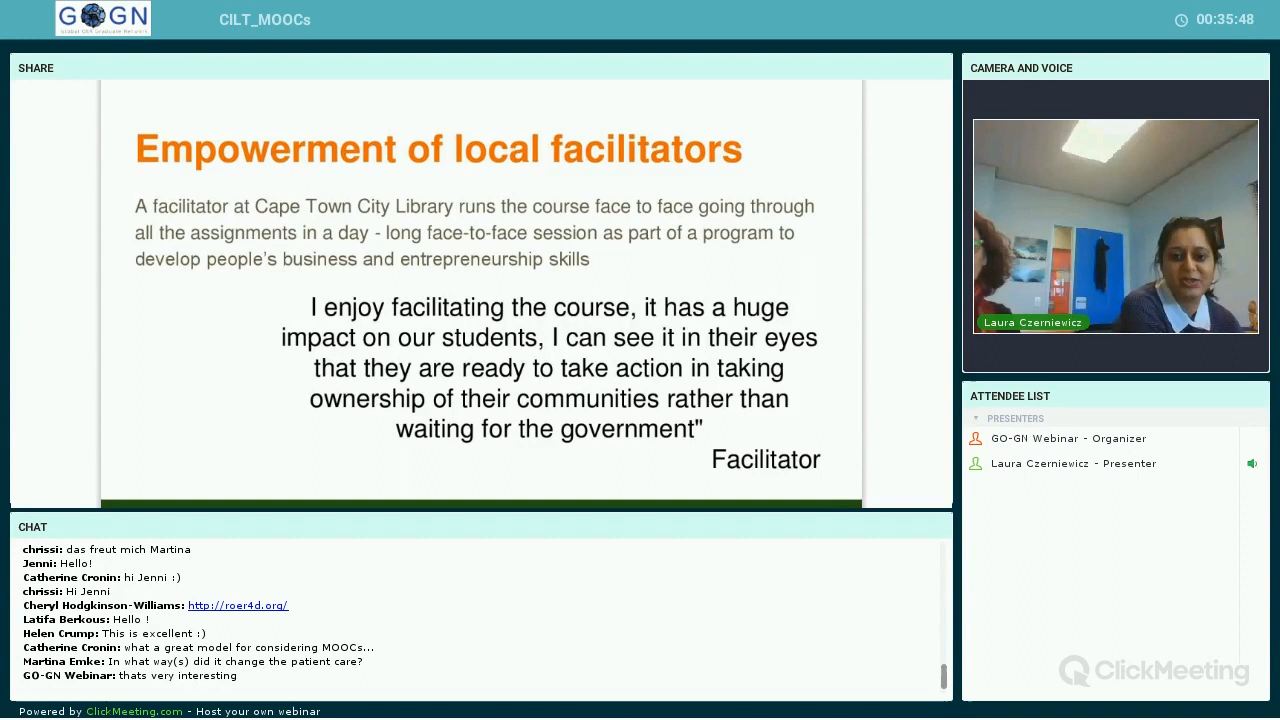 GOGN
Global OER Graduate Network
CILT_MOOCs
00:35:48
SHARE
Empowerment of local facilitators
A facilitator at Cape Town City Library runs the course face to face going through
all the assignments in a day - long face-to-face session as part of a program to
develop people's business and entrepreneurship skills
I enjoy facilitating the course, it has a huge
impact on our students, I can see it in their eyes
that they are ready to take action in taking
ownership of their communities rather than
waiting for the government"
Facilitator
CAMERA AND VOICE
Laura Czerniewicz
ATTENDEE LIST
PRESENTERS
GO-GN Webinar - Organizer
Laura Czerniewicz - Presenter
CHAT
chrissi: das freut mich Martina
Jenni: Hello!
Catherine Cronin: hi Jenni :)
chrissi: Hi Jenni
Cheryl Hodgkinson-Williams: http://roer4d.org/
Latifa Berkous: Hello !
Helen Crump: This is excellent :)
Catherine Cronin: what a great model for considering MOOCs...
Martina Emke: In what way(s) did it change the patient care?
GO-GN Webinar: thats very interesting
ClickMeeting
Powered by ClickMeeting.com - Host your own webinar